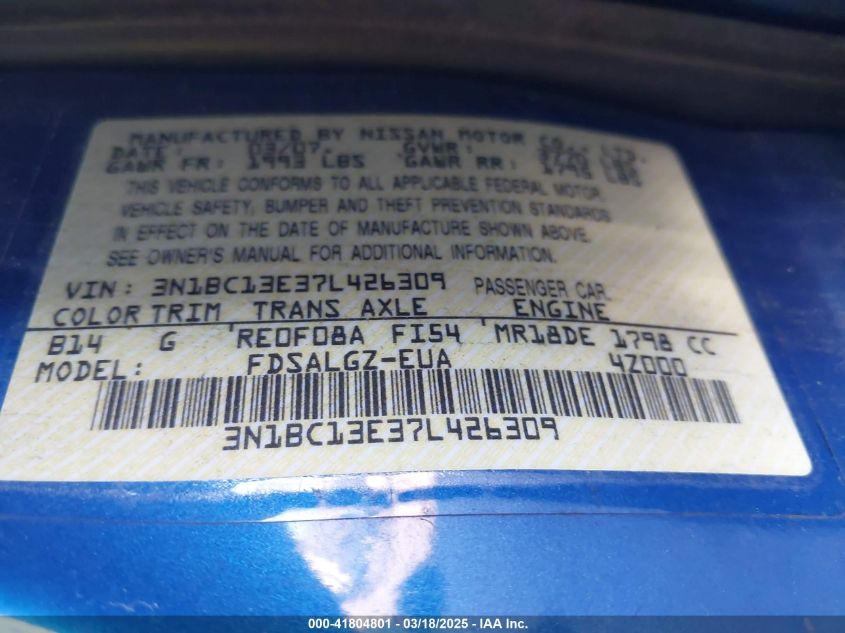 MANUFACTURED BY NISSAN MOTOR CO., LTD.
DATE: 03/07. GVWR:
GAWR FR: 1993 LBS GAWR RR: 1795 LBS
THIS VEHICLE CONFORMS TO ALL APPLICABLE FEDERAL MOTOR
VEHICLE SAFETY, BUMPER AND THEFT PREVENTION STANDARDS
IN EFFECT ON THE DATE OF MANUFACTURE SHOWN ABOVE.
SEE OWNER'S MANUAL FOR ADDITIONAL INFORMATION.
VIN: 3N1BC13E37L426309 PASSENGER CAR
COLOR TRIM TRANS AXLE ENGINE
B14 G RE0F08A FI54 MR18DE 1798 CC
MODEL: FDSALGZ-EUA 4Z000
3N1BC13E37L426309
000-41804801 - 03/18/2025 - IAA Inc.